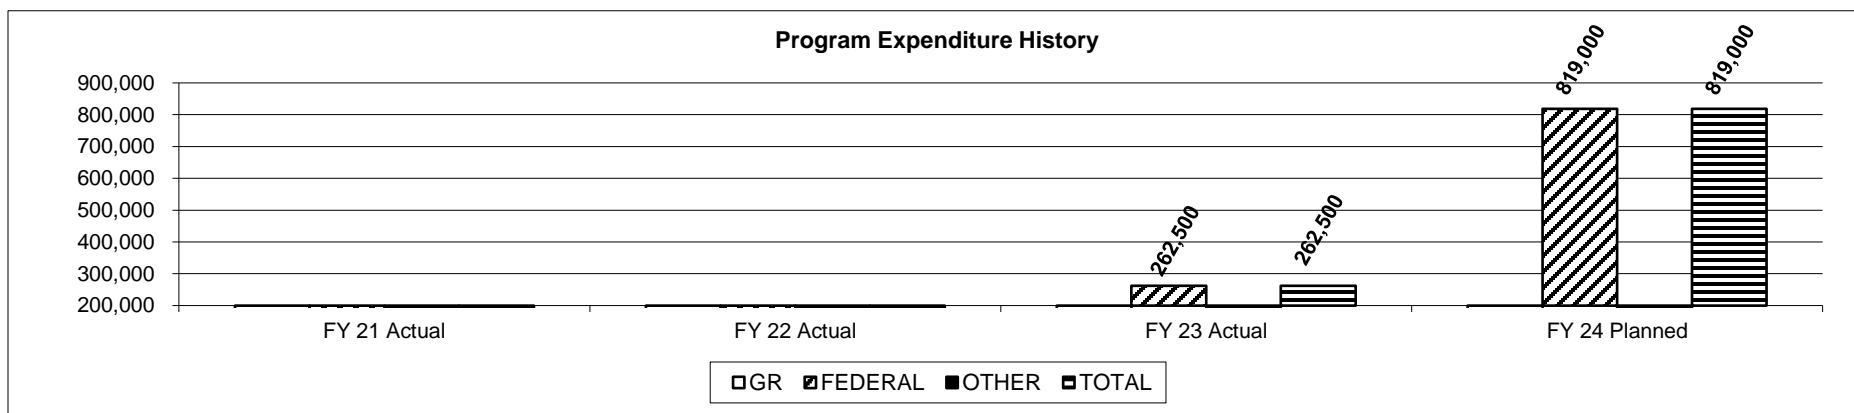 Program Expenditure History
900,000
800,000
700,000
600,000
500,000
400,000
300,000
200,000
262,500
262,500
819,000
819,000
FY 21 Actual
FY 22 Actual
FY 23 Actual
FY 24 Planned
GR FEDERAL OTHER TOTAL